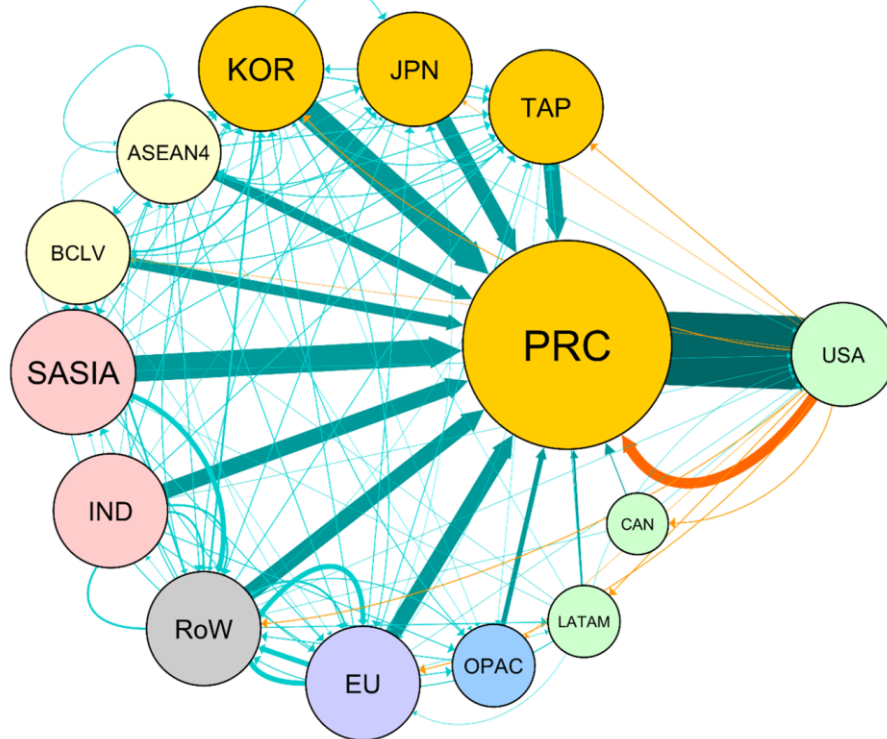 KOR
JPN
TAP
ASEAN4
BCLV
PRC
USA
SASIA
IND
CAN
RoW
LATAM
EU
OPAC